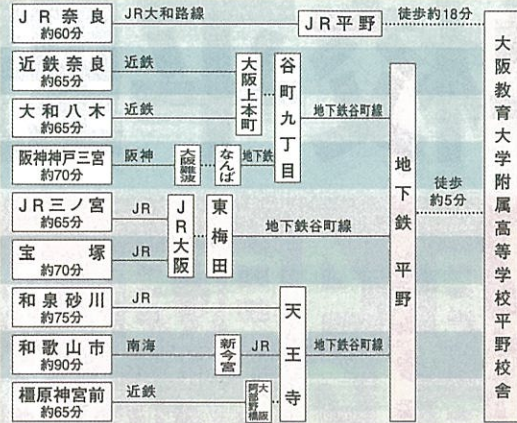 JR奈良 JR大和路線 JR平野 徒歩約18分
約60分
近鉄奈良 近鉄
約65分
大和八木 近鉄
約65分
大阪上本町
谷町九丁目
地下鉄谷町線
阪神神戸三宮 阪神 大阪難波 なんば 地下鉄
約70分
JR三ノ宮 JR
約65分
宝塚 JR
約70分
JR大阪
東梅田
地下鉄谷町線
和泉砂川 JR
約75分
和歌山市 南海 新今宮 JR
約90分
橿原神宮前 近鉄 大阪阿部野橋
約65分
天王寺
地下鉄谷町線
地下鉄平野
徒歩
約5分
大阪教育大学附属高等学校平野校舎